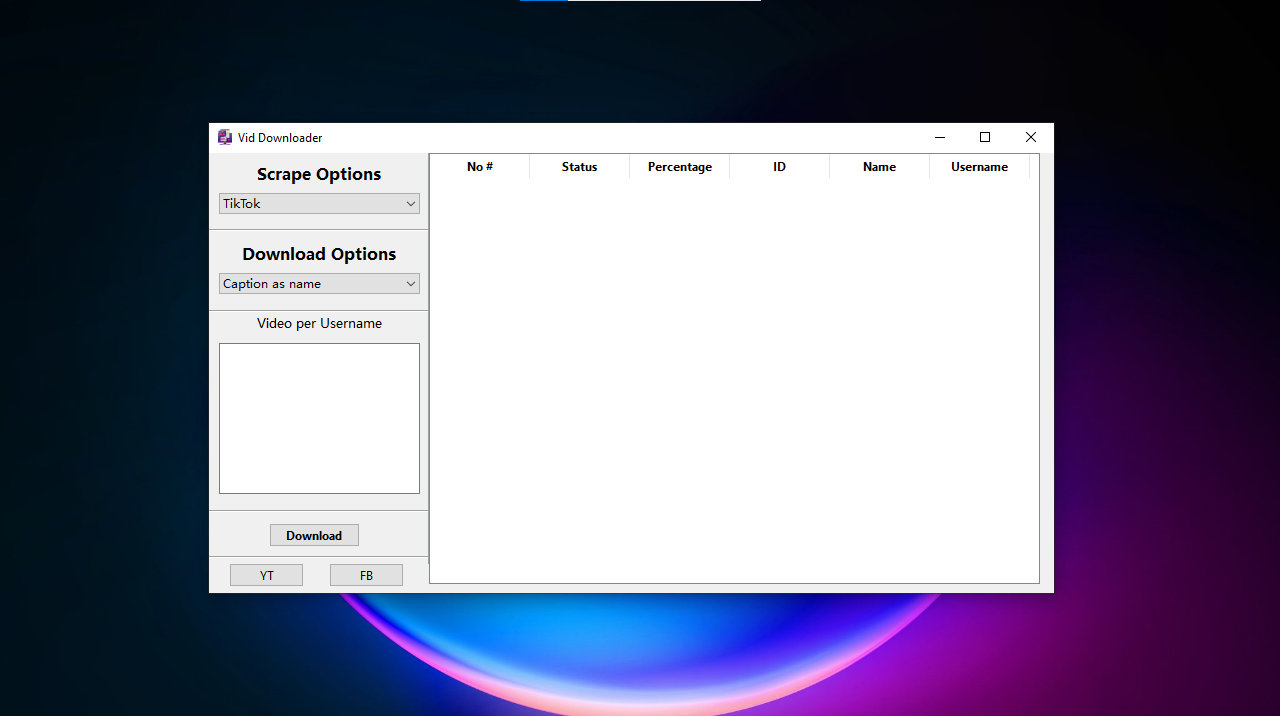 Vid Downloader
Scrape Options
TikTok
Download Options
Caption as name
Video per Username
Download
YT FB
No # Status Percentage ID Name Username